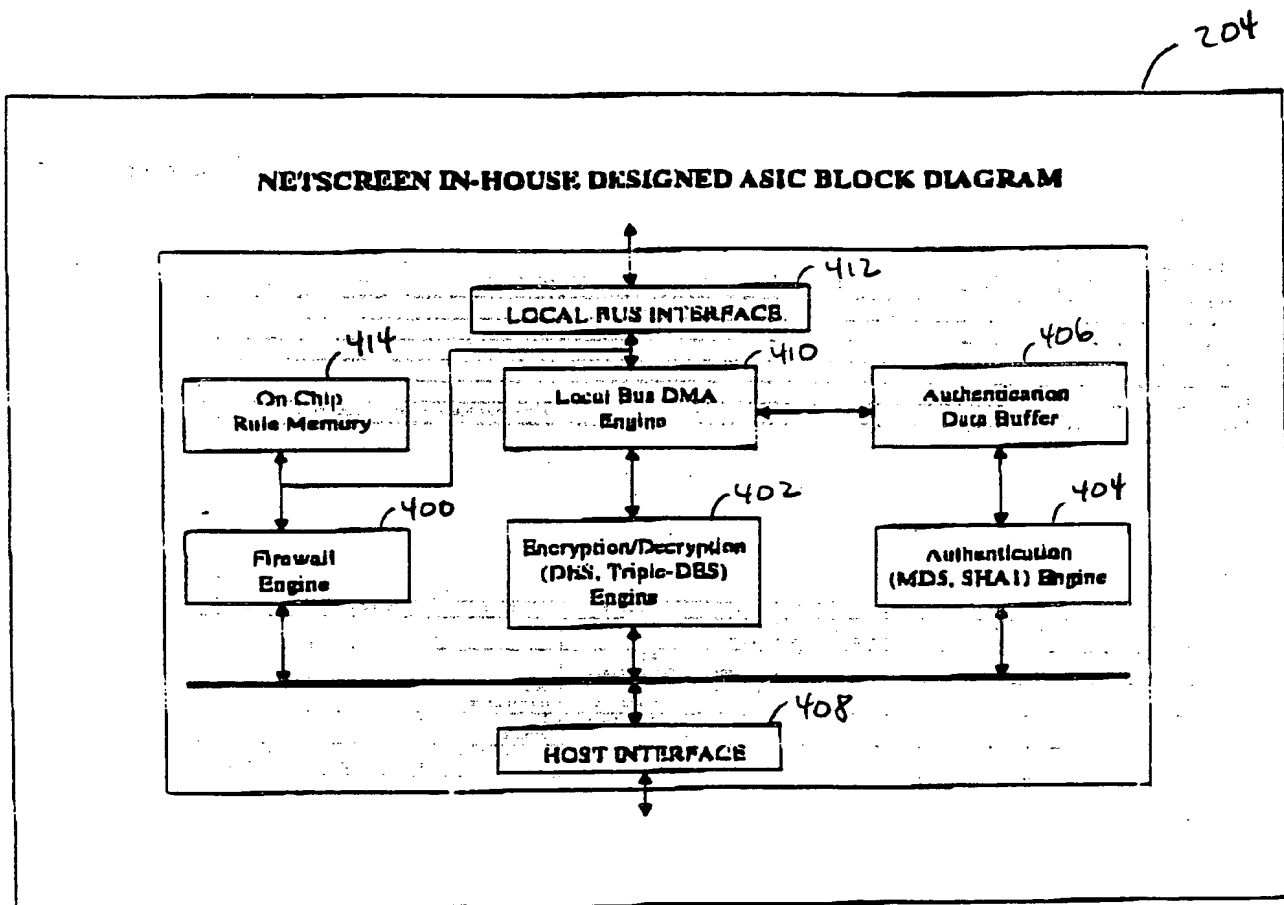 204
NETSCREEN IN-HOUSE DESIGNED ASIC BLOCK DIAGRAM
412
LOCAL BUS INTERFACE
414
410
406
On-Chip
Rule Memory
Local Bus DMA
Engine
Authentication
Data Buffer
400
402
404
Firewall
Engine
Encryption/Decryption
(DES, Triple-DES)
Engine
Authentication
(MD5, SHA1) Engine
408
HOST INTERFACE